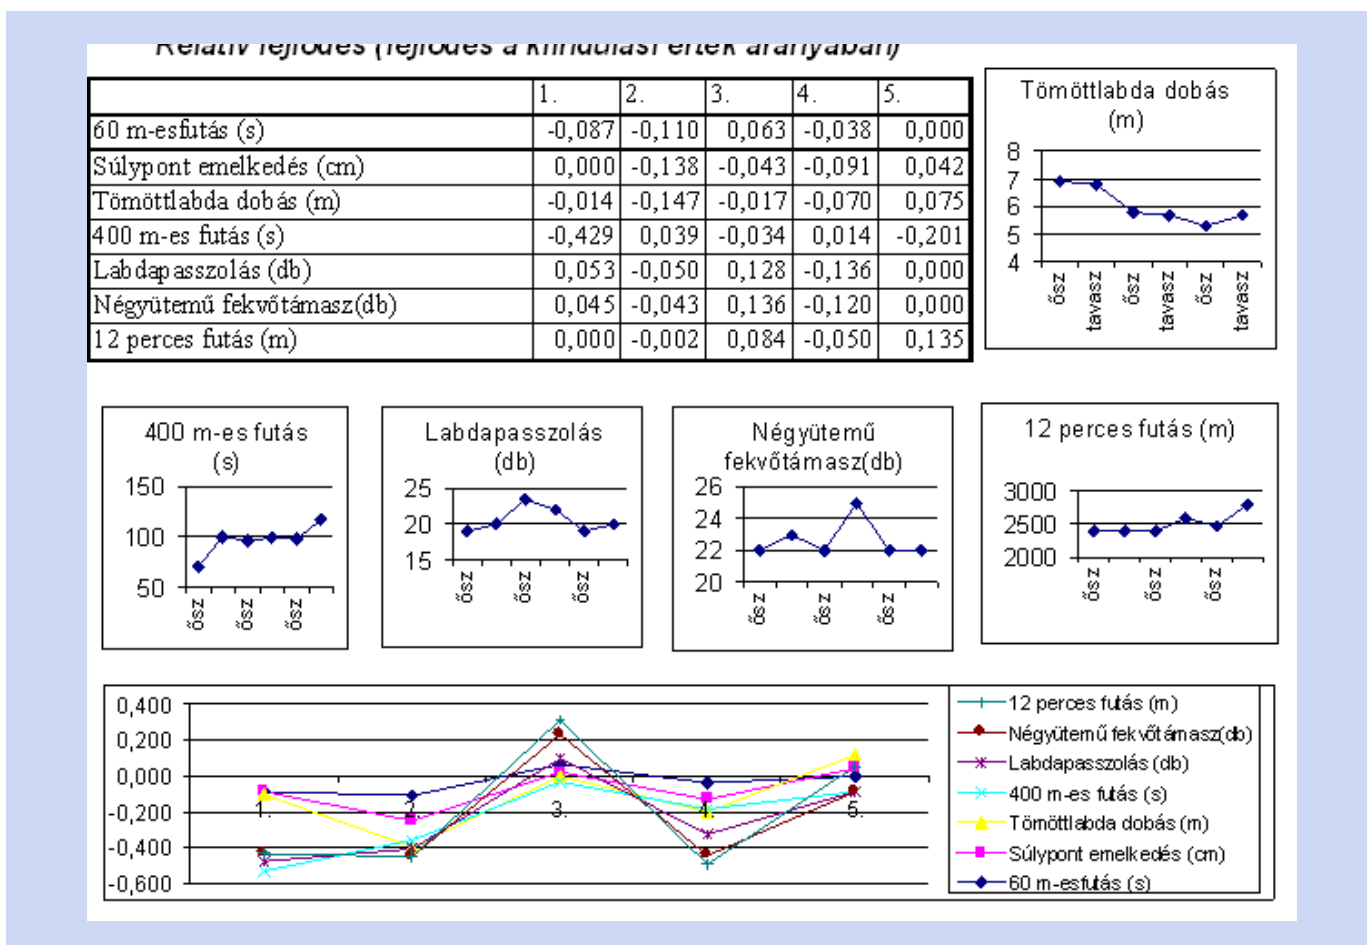 Relatív fejlődés (fejlődés a kiindulási érték arányában)
1. 2. 3. 4. 5.
60 m-esfutás (s) -0,087 -0,110 0,063 -0,038 0,000
Súlypont emelkedés (cm) 0,000 -0,138 -0,043 -0,091 0,042
Tömöttlabda dobás (m) -0,014 -0,147 -0,017 -0,070 0,075
400 m-es futás (s) -0,429 0,039 -0,034 0,014 -0,201
Labdapasszolás (db) 0,053 -0,050 0,128 -0,136 0,000
Négyütemű fekvőtámasz(db) 0,045 -0,043 0,136 -0,120 0,000
12 perces futás (m) 0,000 -0,002 0,084 -0,050 0,135
Tömöttlabda dobás
(m)
8
7
6
5
4
ősz tavasz ősz tavasz ősz tavasz
400 m-es futás
(s)
150
100
50
ősz ősz ősz
Labdapasszolás
(db)
25
20
15
ősz ősz ősz
Négyütemű
fekvőtámasz(db)
26
24
22
20
ősz ősz ősz
12 perces futás (m)
3000
2500
2000
ősz ősz ősz
0,400
0,200
0,000
-0,200
-0,400
-0,600
1. 2. 3. 4. 5.
12 perces futás (m)
Négyütemű fekvőtámasz(db)
Labdapasszolás (db)
400 m-es futás (s)
Tömöttlabda dobás (m)
Súlypont emelkedés (cm)
60 m-esfutás (s)